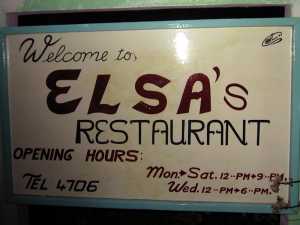 Welcome to,
ELSA's
RESTAURANT
OPENING HOURS:
Mon.+ Sat. 12--PM+9--PM.
TEL 4706
Wed. 12--PM+6--PM.